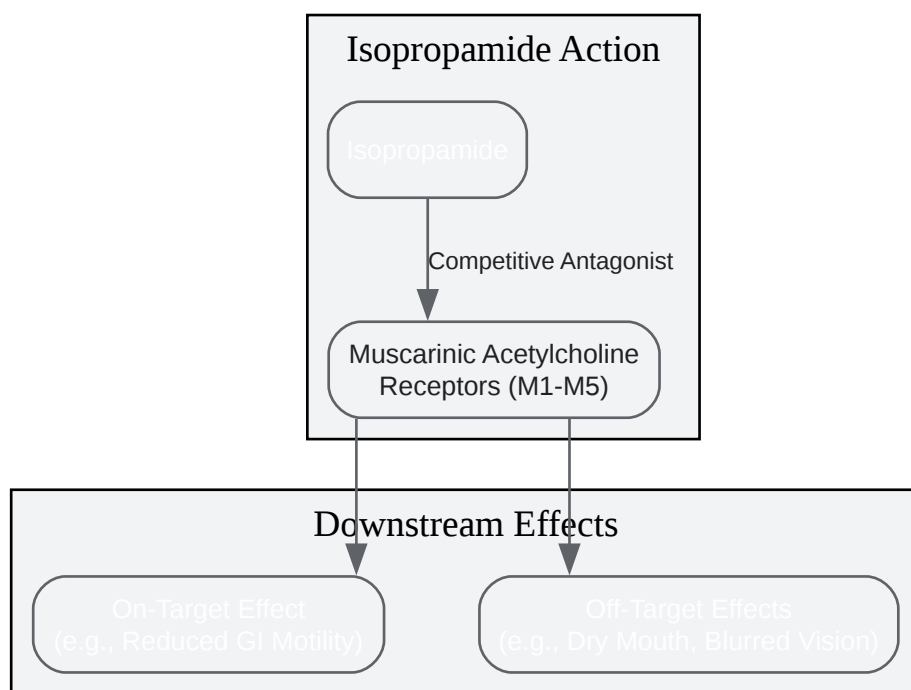 Isopropamide Action
Isopropamide
Competitive Antagonist
Muscarinic Acetylcholine
Receptors (M1-M5)
Downstream Effects
On-Target Effect
(e.g., Reduced GI Motility)
Off-Target Effects
(e.g., Dry Mouth, Blurred Vision)